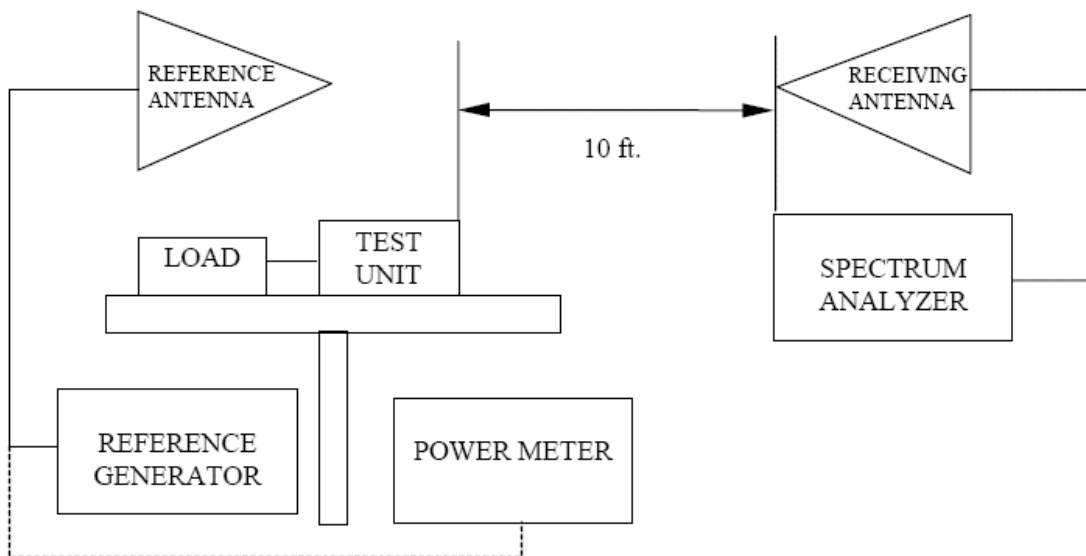 REFERENCE
ANTENNA
RECEIVING
ANTENNA
10 ft.
LOAD
TEST
UNIT
SPECTRUM
ANALYZER
REFERENCE
GENERATOR
POWER METER